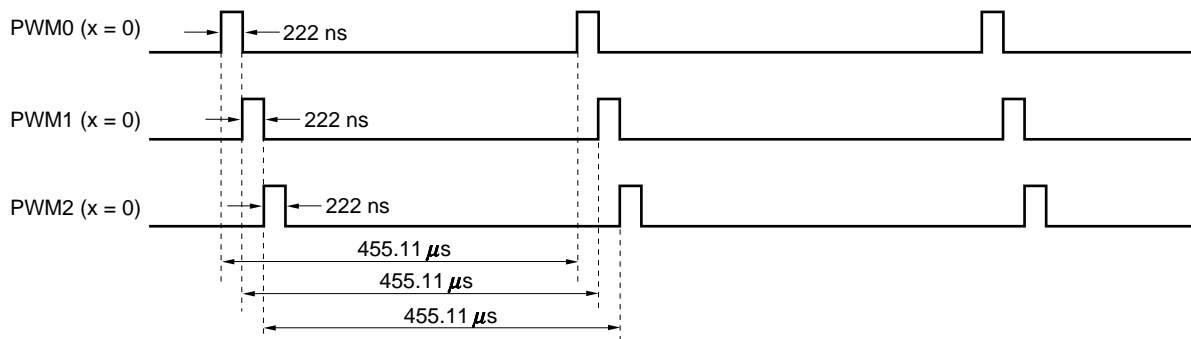 PWM0 (x = 0)
222 ns
PWM1 (x = 0)
222 ns
PWM2 (x = 0)
222 ns
455.11 μs
455.11 μs
455.11 μs